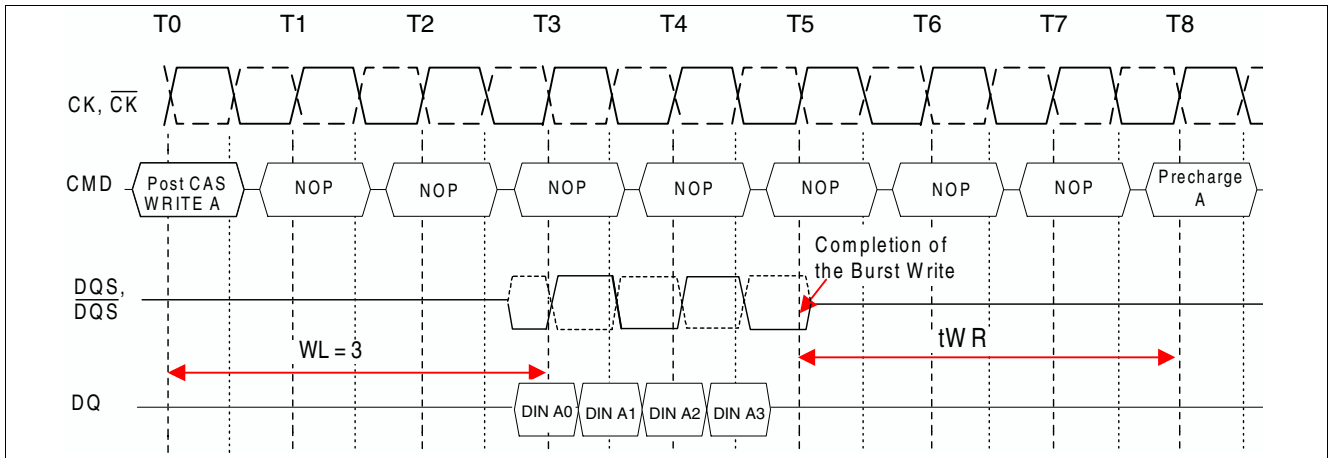 T0 T1 T2 T3 T4 T5 T6 T7 T8
CK, CK
CMD
Post CAS
WRITE A
NOP NOP NOP NOP NOP NOP NOP
Precharge
A
Completion of
the Burst Write
DQS,
DQS
WL = 3
tWR
DQ
DIN A0 DIN A1 DIN A2 DIN A3